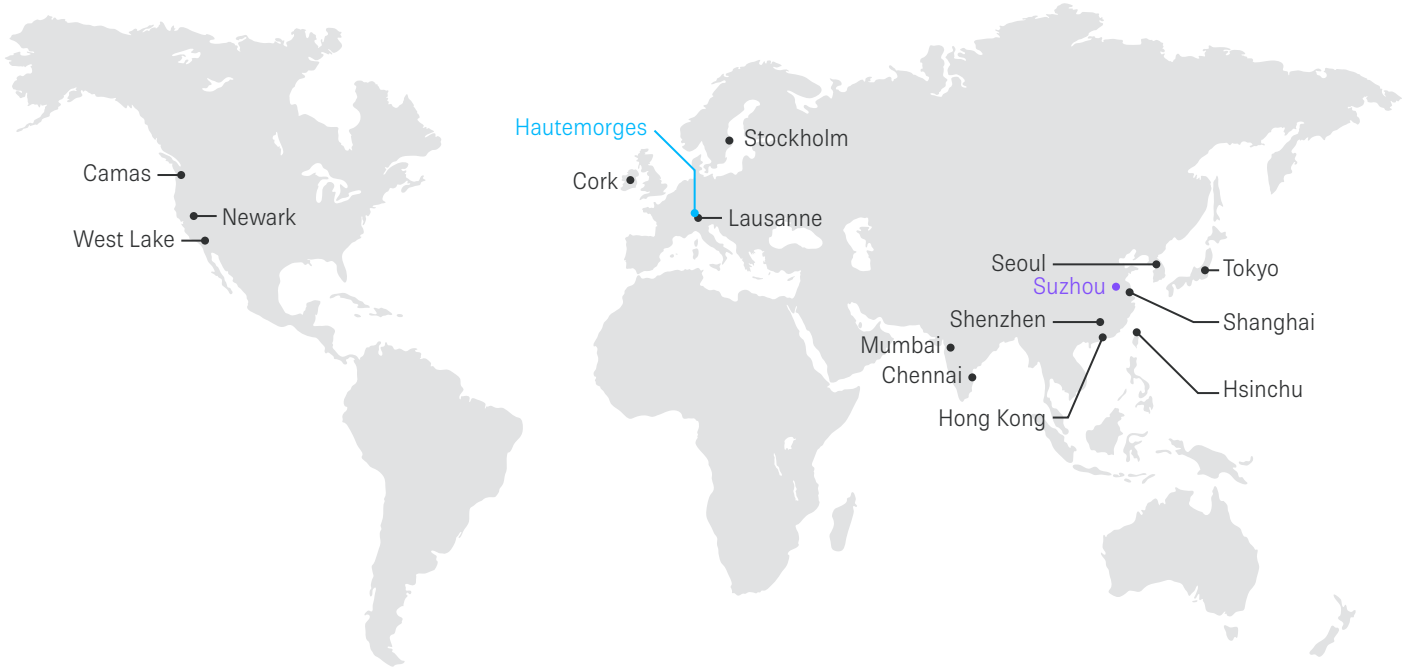 Hautemorges
Stockholm
Camas
Cork
Newark
Lausanne
West Lake
Seoul
Tokyo
Suzhou
Shenzhen
Shanghai
Mumbai
Chennai
Hsinchu
Hong Kong